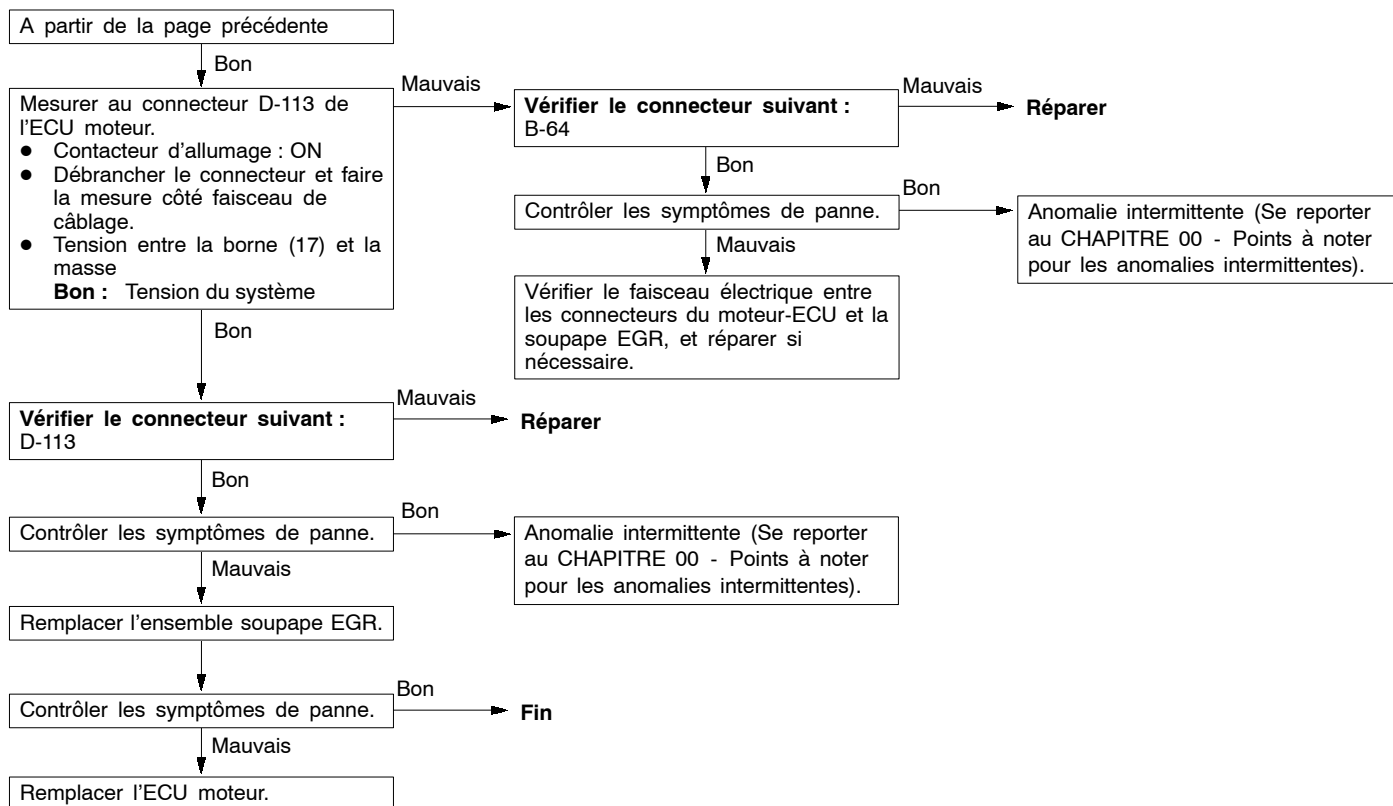 A partir de la page précédente
Bon
Mesurer au connecteur D-113 de
l'ECU moteur.
● Contacteur d'allumage : ON
● Débrancher le connecteur et faire
la mesure côté faisceau de
câblage.
● Tension entre la borne (17) et la
masse
Bon : Tension du système
Mauvais
Vérifier le connecteur suivant :
B-64
Mauvais
Réparer
Bon
Contrôler les symptômes de panne.
Bon
Anomalie intermittente (Se reporter
au CHAPITRE 00 - Points à noter
pour les anomalies intermittentes).
Mauvais
Vérifier le faisceau électrique entre
les connecteurs du moteur-ECU et la
soupape EGR, et réparer si
nécessaire.
Bon
Vérifier le connecteur suivant :
D-113
Mauvais
Réparer
Bon
Contrôler les symptômes de panne.
Bon
Anomalie intermittente (Se reporter
au CHAPITRE 00 - Points à noter
pour les anomalies intermittentes).
Mauvais
Remplacer l'ensemble soupape EGR.
Contrôler les symptômes de panne.
Bon
Fin
Mauvais
Remplacer l'ECU moteur.